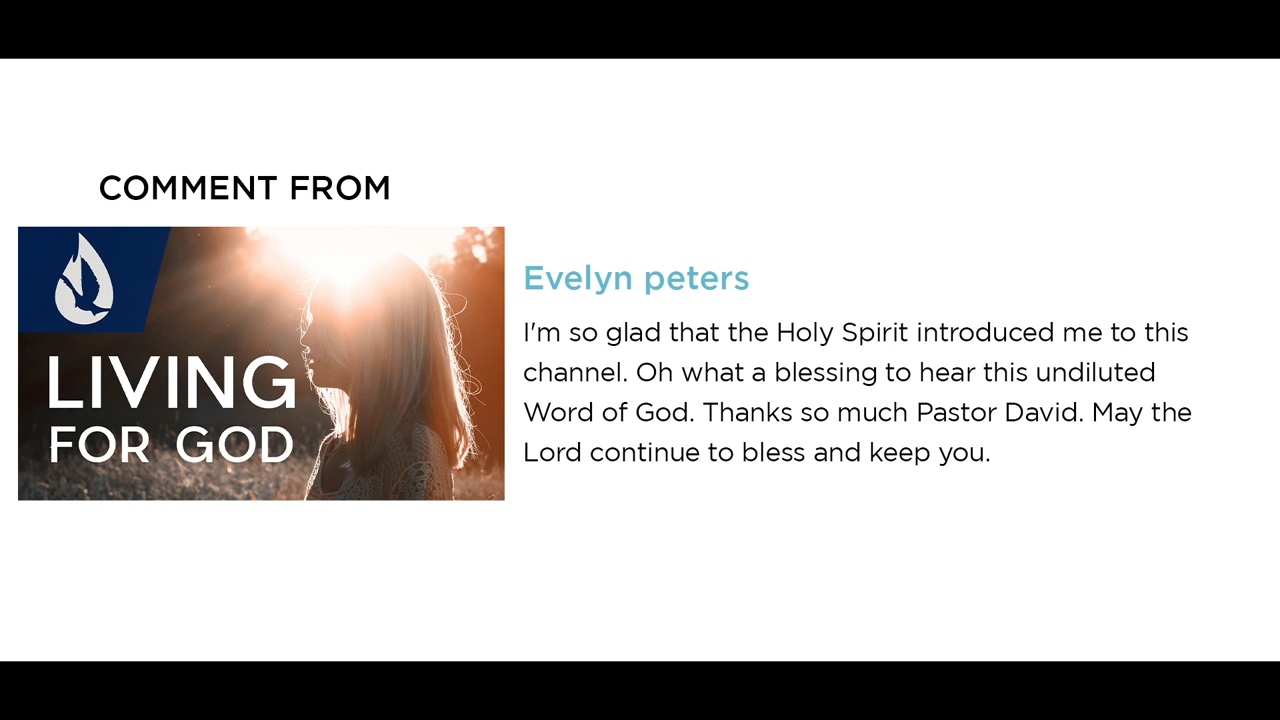 COMMENT FROM
LIVING
FOR GOD
Evelyn peters
I'm so glad that the Holy Spirit introduced me to this
channel. Oh what a blessing to hear this undiluted
Word of God. Thanks so much Pastor David. May the
Lord continue to bless and keep you.